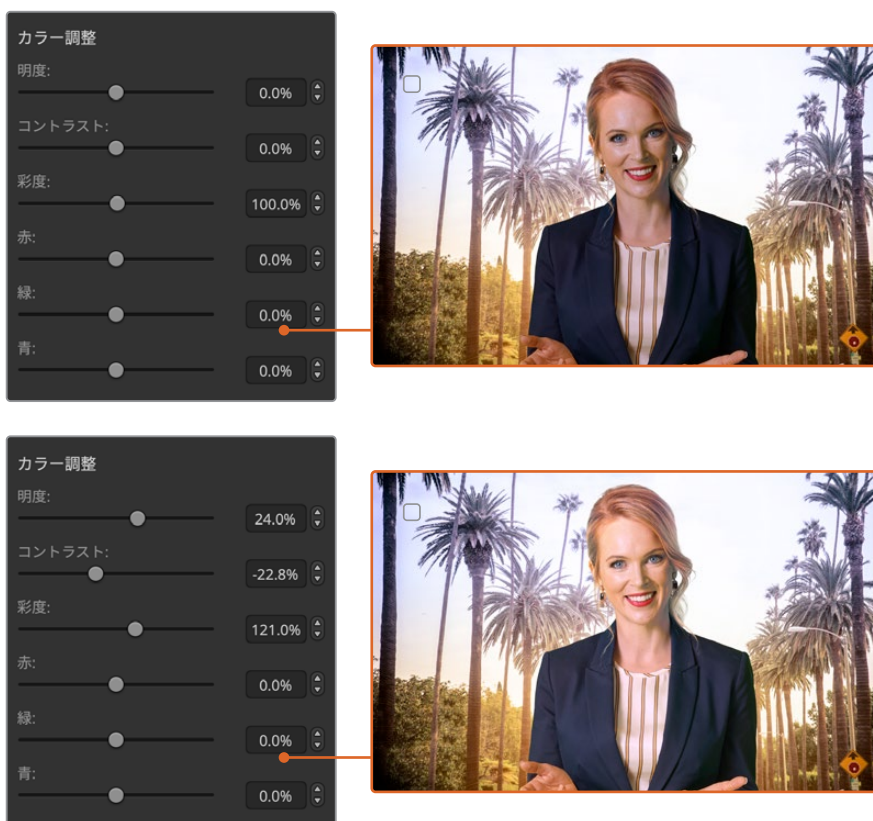 カラー調整
明度:
0.0%
コントラスト:
0.0%
彩度:
100.0%
赤:
0.0%
緑:
0.0%
青:
0.0%
カラー調整
明度:
24.0%
コントラスト:
-22.8%
彩度:
121.0%
赤:
0.0%
緑:
0.0%
青:
0.0%